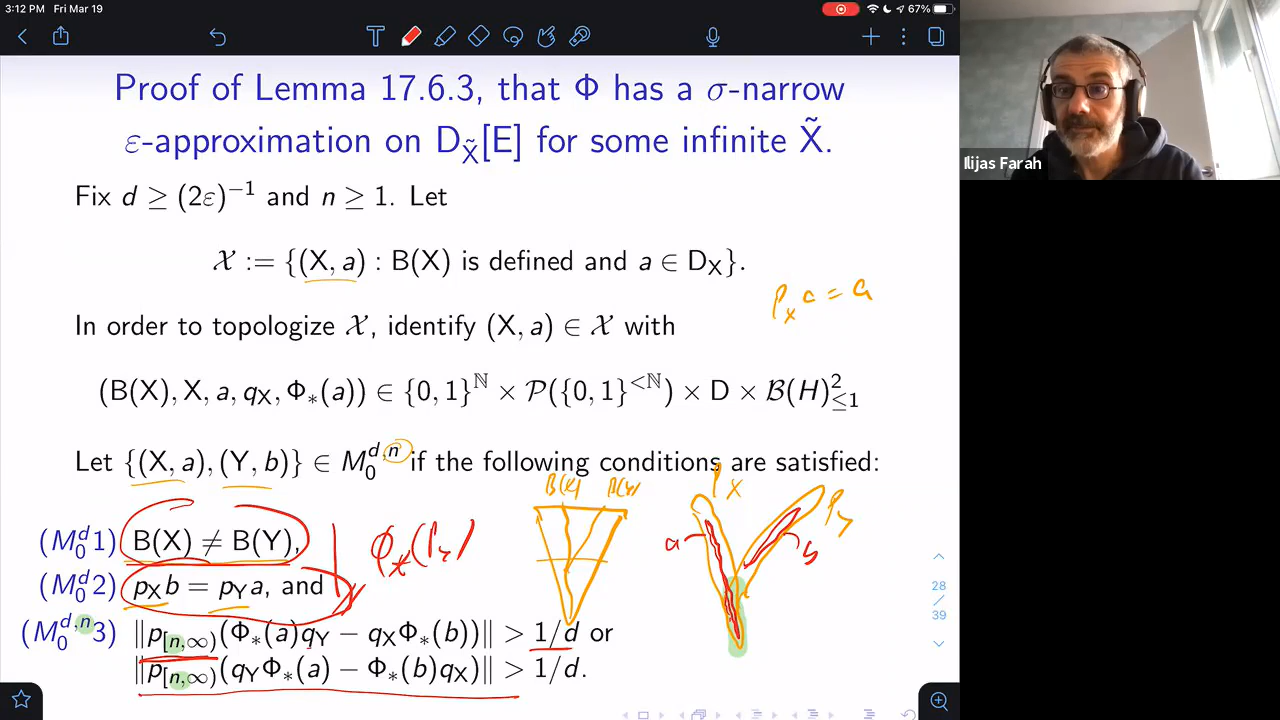 3:12 PM Fri Mar 19
67%
Proof of Lemma 17.6.3, that Φ has a σ-narrow
ε-approximation on D_X̃[E] for some infinite X̃.
Fix d ≥ (2ε)⁻¹ and n ≥ 1. Let
𝒳 := {(X, a) : B(X) is defined and a ∈ D_X}.
p_X a = a
In order to topologize 𝒳, identify (X, a) ∈ 𝒳 with
(B(X), X, a, q_X, Φ_*(a)) ∈ {0, 1}^ℕ × 𝒫({0, 1}^{<ℕ}) × D × ℬ(H)²_{≤1}
Let {(X, a), (Y, b)} ∈ M_0^{d,n} if the following conditions are satisfied:
B(X) B(Y) p_X p_Y
(M_0^d 1) B(X) ≠ B(Y),
Φ_*(p_Y) a b
(M_0^d 2) p_X b = p_Y a, and
(M_0^{d,n} 3) ‖p_{[n,∞)}(Φ_*(a)q_Y − q_XΦ_*(b))‖ > 1/d or
‖p_{[n,∞)}(q_YΦ_*(a) − Φ_*(b)q_X)‖ > 1/d.
28
/
39
Ilijas Farah